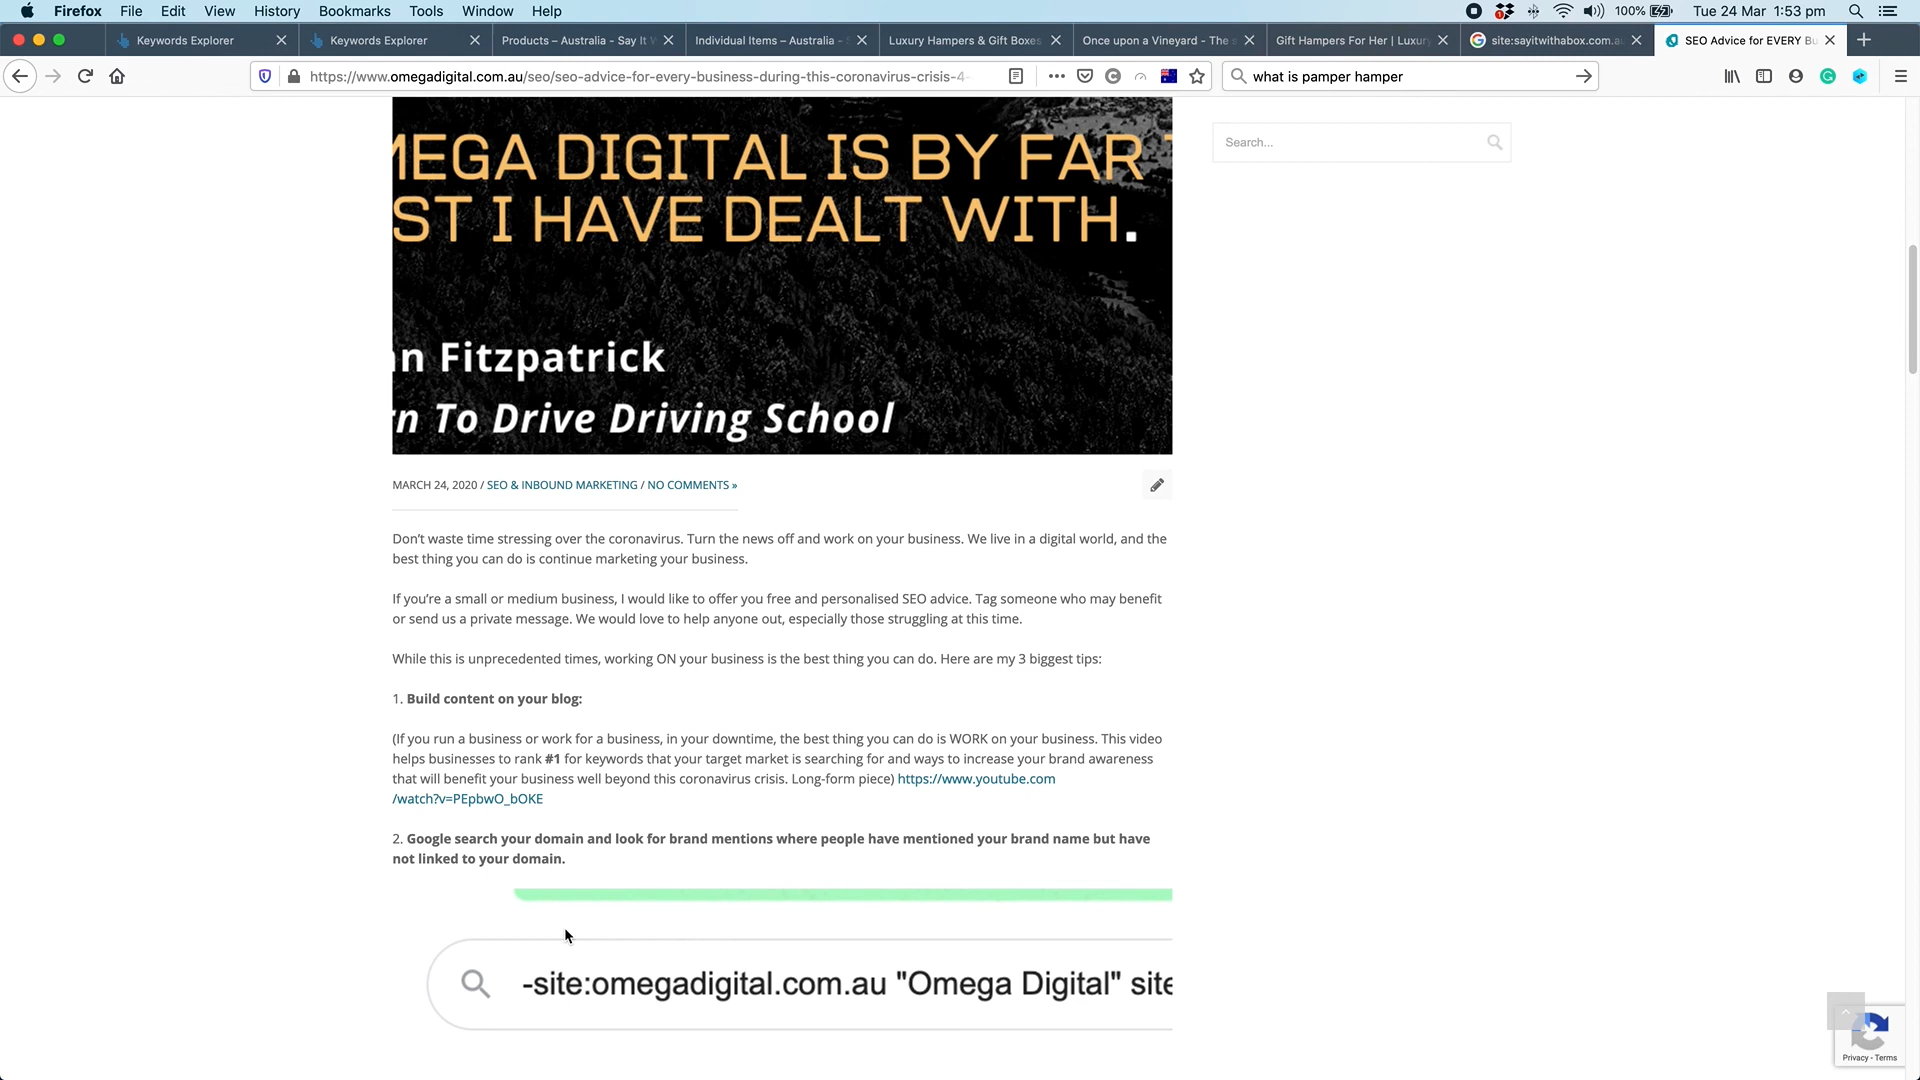 Firefox File Edit View History Bookmarks Tools Window Help 100% Tue 24 Mar 1:53 pm
Keywords Explorer Keywords Explorer Products – Australia - Say It W Individual Items – Australia - S Luxury Hampers & Gift Boxes Once upon a Vineyard - The s Gift Hampers For Her | Luxur site:sayitwithabox.com.a SEO Advice for EVERY Bu
https://www.omegadigital.com.au/seo/seo-advice-for-every-business-during-this-coronavirus-crisis-4- what is pamper hamper
Search...
MEGA DIGITAL IS BY FAR T
ST I HAVE DEALT WITH.
n Fitzpatrick
rn To Drive Driving School
MARCH 24, 2020 / SEO & INBOUND MARKETING / NO COMMENTS »
Don't waste time stressing over the coronavirus. Turn the news off and work on your business. We live in a digital world, and the
best thing you can do is continue marketing your business.
If you're a small or medium business, I would like to offer you free and personalised SEO advice. Tag someone who may benefit
or send us a private message. We would love to help anyone out, especially those struggling at this time.
While this is unprecedented times, working ON your business is the best thing you can do. Here are my 3 biggest tips:
1. Build content on your blog:
(If you run a business or work for a business, in your downtime, the best thing you can do is WORK on your business. This video
helps businesses to rank #1 for keywords that your target market is searching for and ways to increase your brand awareness
that will benefit your business well beyond this coronavirus crisis. Long-form piece) https://www.youtube.com
/watch?v=PEpbwO_bOKE
2. Google search your domain and look for brand mentions where people have mentioned your brand name but have
not linked to your domain.
-site:omegadigital.com.au "Omega Digital" site
Privacy - Terms